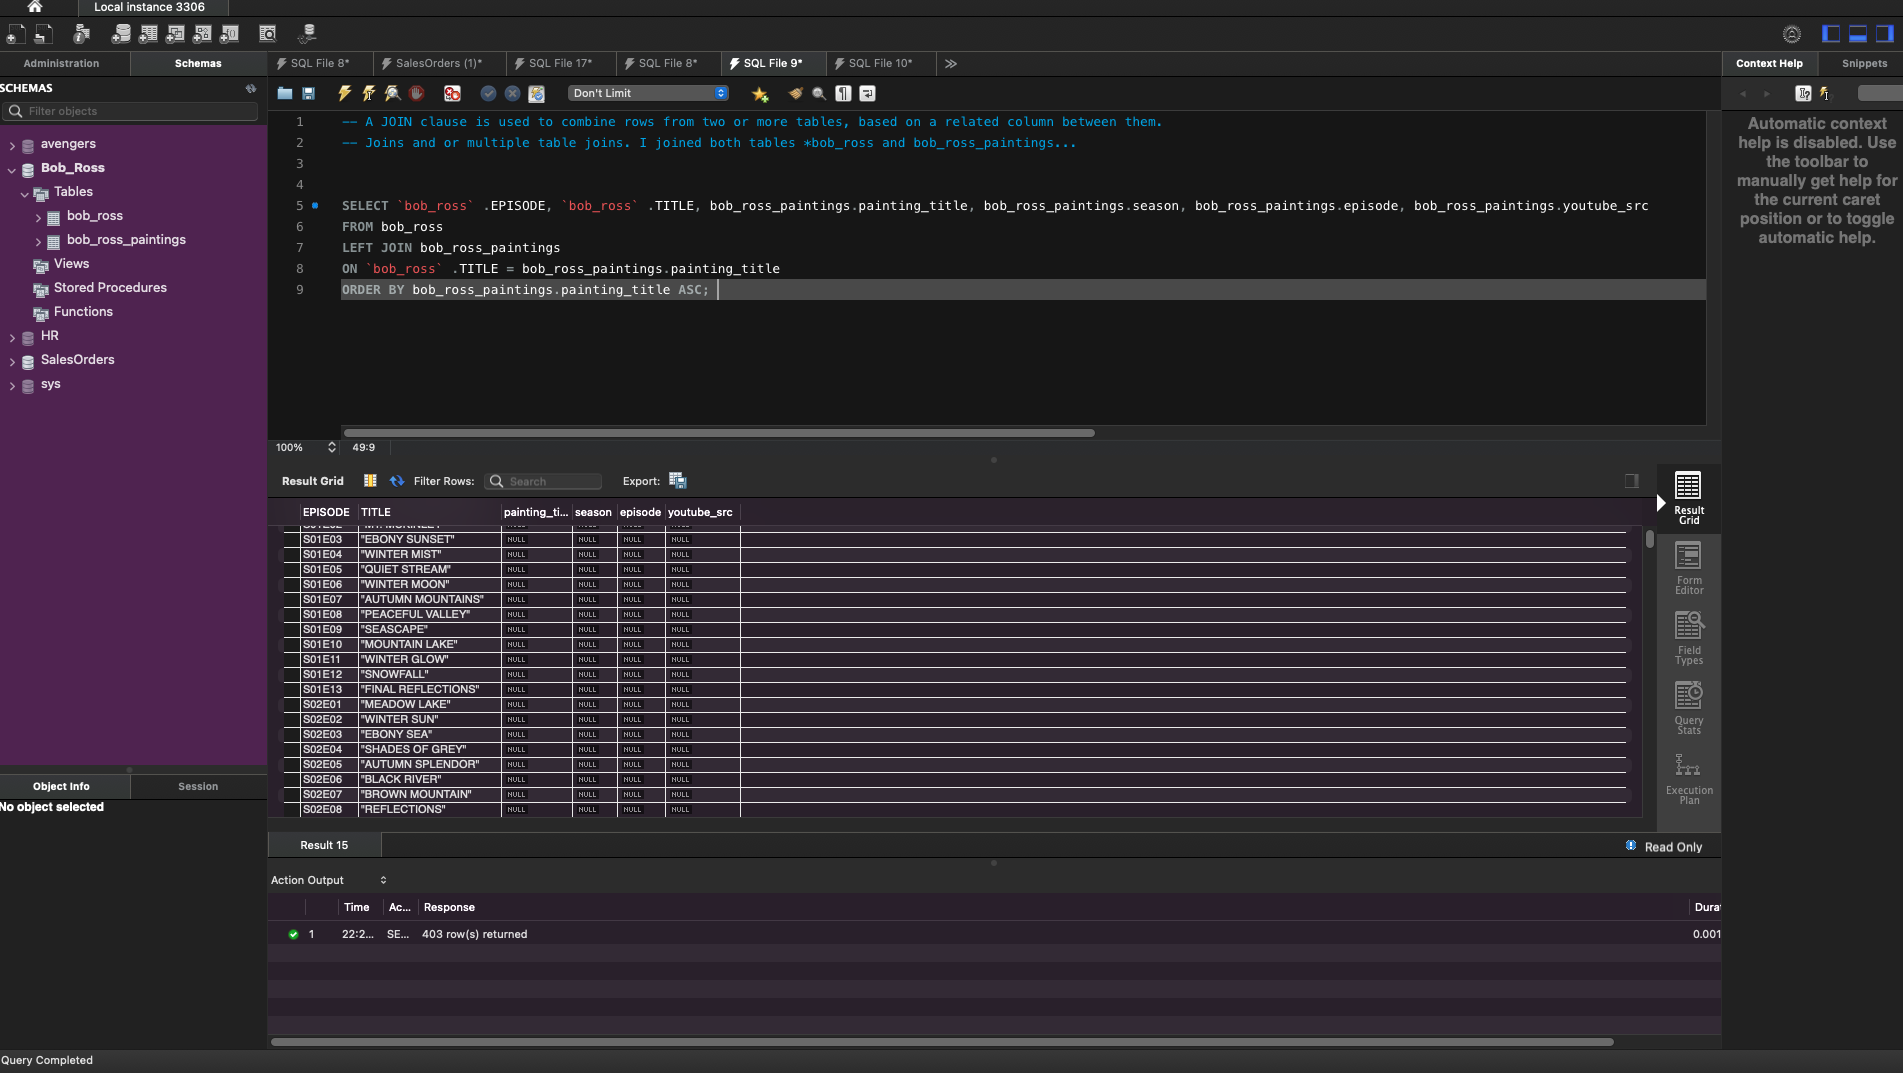 Local instance 3306
Administration Schemas
SQL File 8* SalesOrders (1)* SQL File 17* SQL File 8* SQL File 9* SQL File 10*
Context Help Snippets
SCHEMAS
Filter objects
avengers
Bob_Ross
Tables
bob_ross
bob_ross_paintings
Views
Stored Procedures
Functions
HR
SalesOrders
sys
Object Info Session
No object selected
Don't Limit
1 -- A JOIN clause is used to combine rows from two or more tables, based on a related column between them.
2 -- Joins and or multiple table joins. I joined both tables *bob_ross and bob_ross_paintings...
3
4
5 SELECT `bob_ross` .EPISODE, `bob_ross` .TITLE, bob_ross_paintings.painting_title, bob_ross_paintings.season, bob_ross_paintings.episode, bob_ross_paintings.youtube_src
6 FROM bob_ross
7 LEFT JOIN bob_ross_paintings
8 ON `bob_ross` .TITLE = bob_ross_paintings.painting_title
9 ORDER BY bob_ross_paintings.painting_title ASC;
100% 49:9
Automatic context
help is disabled. Use
the toolbar to
manually get help for
the current caret
position or to toggle
automatic help.
Result Grid Filter Rows: Search Export:
EPISODE TITLE painting_ti... season episode youtube_src
S01E03 "EBONY SUNSET" NULL NULL NULL NULL
S01E04 "WINTER MIST" NULL NULL NULL NULL
S01E05 "QUIET STREAM" NULL NULL NULL NULL
S01E06 "WINTER MOON" NULL NULL NULL NULL
S01E07 "AUTUMN MOUNTAINS" NULL NULL NULL NULL
S01E08 "PEACEFUL VALLEY" NULL NULL NULL NULL
S01E09 "SEASCAPE" NULL NULL NULL NULL
S01E10 "MOUNTAIN LAKE" NULL NULL NULL NULL
S01E11 "WINTER GLOW" NULL NULL NULL NULL
S01E12 "SNOWFALL" NULL NULL NULL NULL
S01E13 "FINAL REFLECTIONS" NULL NULL NULL NULL
S02E01 "MEADOW LAKE" NULL NULL NULL NULL
S02E02 "WINTER SUN" NULL NULL NULL NULL
S02E03 "EBONY SEA" NULL NULL NULL NULL
S02E04 "SHADES OF GREY" NULL NULL NULL NULL
S02E05 "AUTUMN SPLENDOR" NULL NULL NULL NULL
S02E06 "BLACK RIVER" NULL NULL NULL NULL
S02E07 "BROWN MOUNTAIN" NULL NULL NULL NULL
S02E08 "REFLECTIONS" NULL NULL NULL NULL
Result
Grid
Form
Editor
Field
Types
Query
Stats
Execution
Plan
Result 15 Read Only
Action Output
Time Ac... Response Durat
1 22:2... SE... 403 row(s) returned 0.001
Query Completed